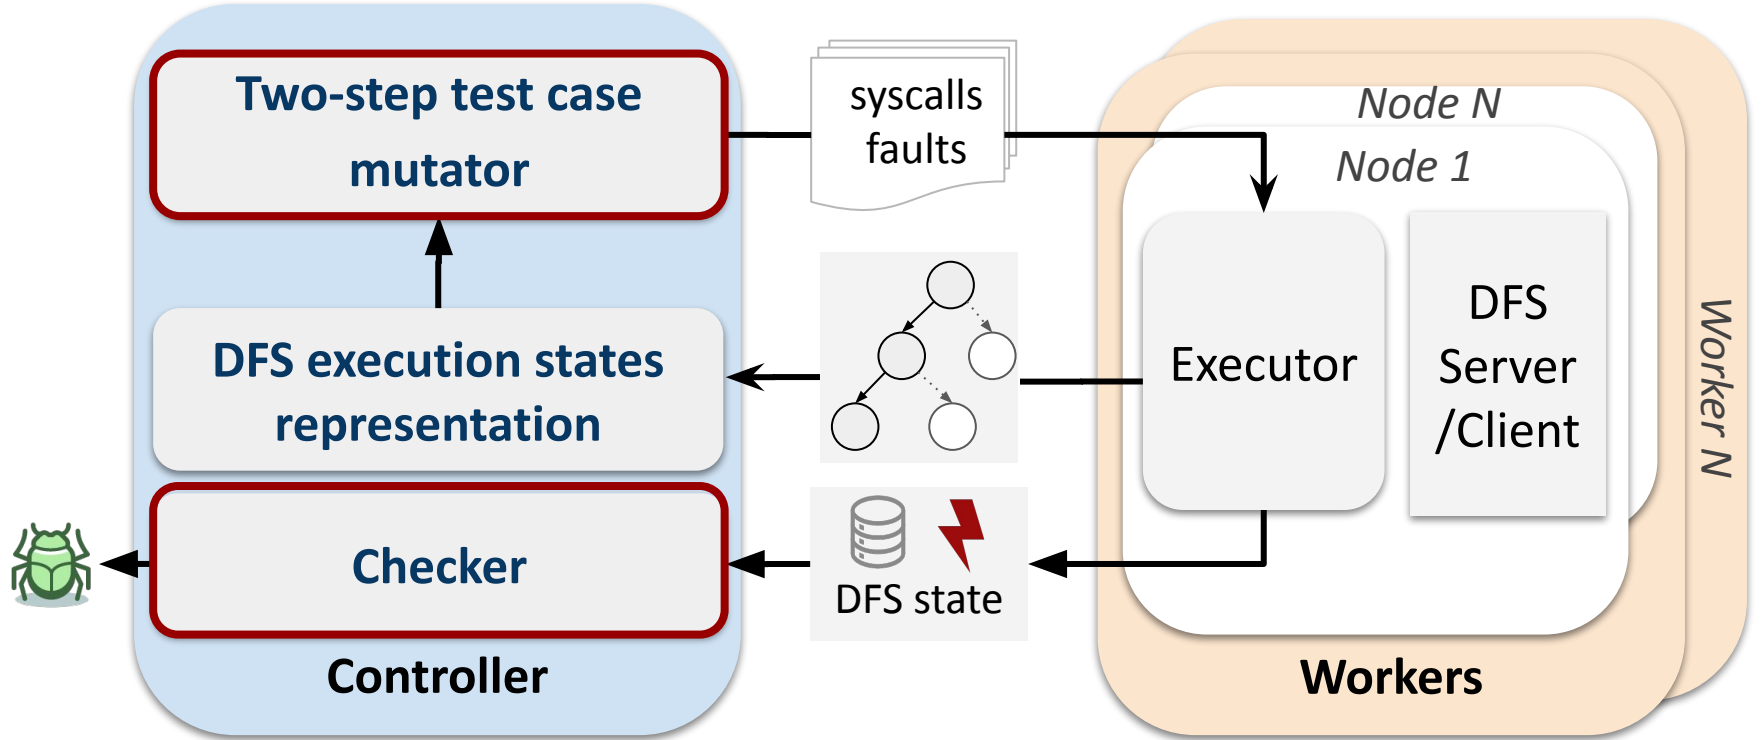 Two-step test case
mutator
DFS execution states
representation
Checker
Controller
syscalls
faults
DFS state
Node N
Node 1
Executor
DFS
Server
/Client
Workers
Worker N